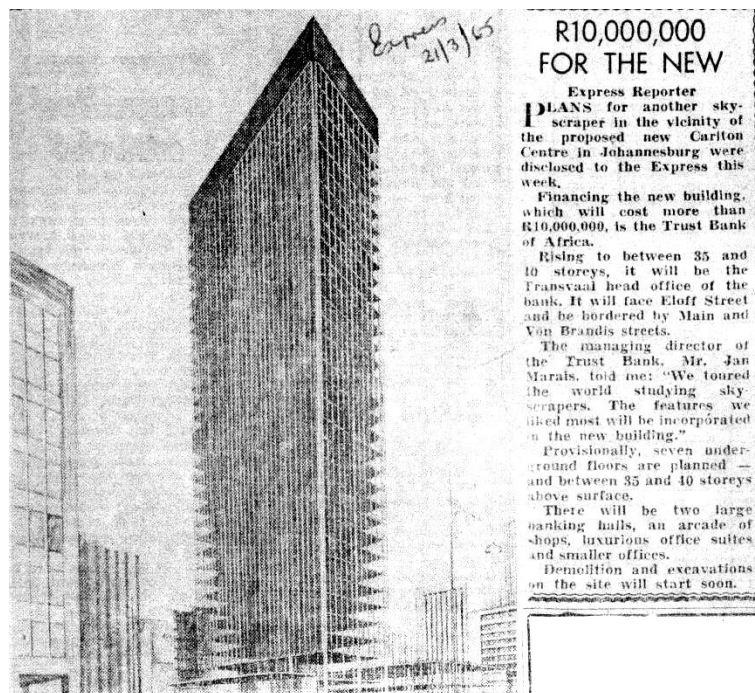 Express
21/3/65
R10,000,000
FOR THE NEW
Express Reporter
PLANS for another sky-
scraper in the vicinity of
the proposed new Carlton
Centre in Johannesburg were
disclosed to the Express this
week.
Financing the new building,
which will cost more than
R10,000,000, is the Trust Bank
of Africa.
Rising to between 35 and
40 storeys, it will be the
Transvaal head office of the
bank. It will face Eloff Street
and be bordered by Main and
Von Brandis streets.
The managing director of
the Trust Bank, Mr. Jan
Marais, told me: "We toured
the world studying sky-
scrapers. The features we
liked most will be incorporated
in the new building."
Provisionally, seven under-
ground floors are planned —
and between 35 and 40 storeys
above surface.
There will be two large
banking halls, an arcade of
shops, luxurious office suites
and smaller offices.
Demolition and excavations
on the site will start soon.